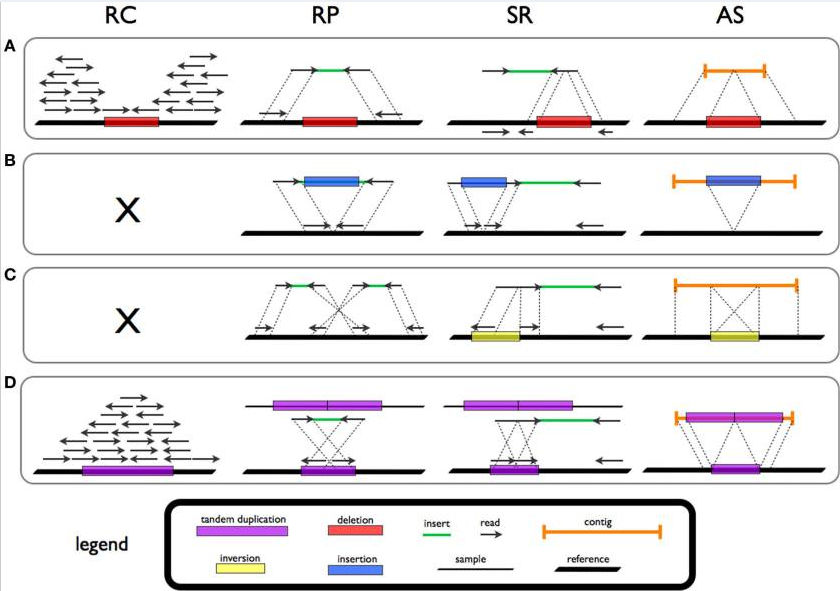 RC RP SR AS
A
B
X
C
X
D
legend
tandem duplication deletion insert read contig
inversion insertion sample reference